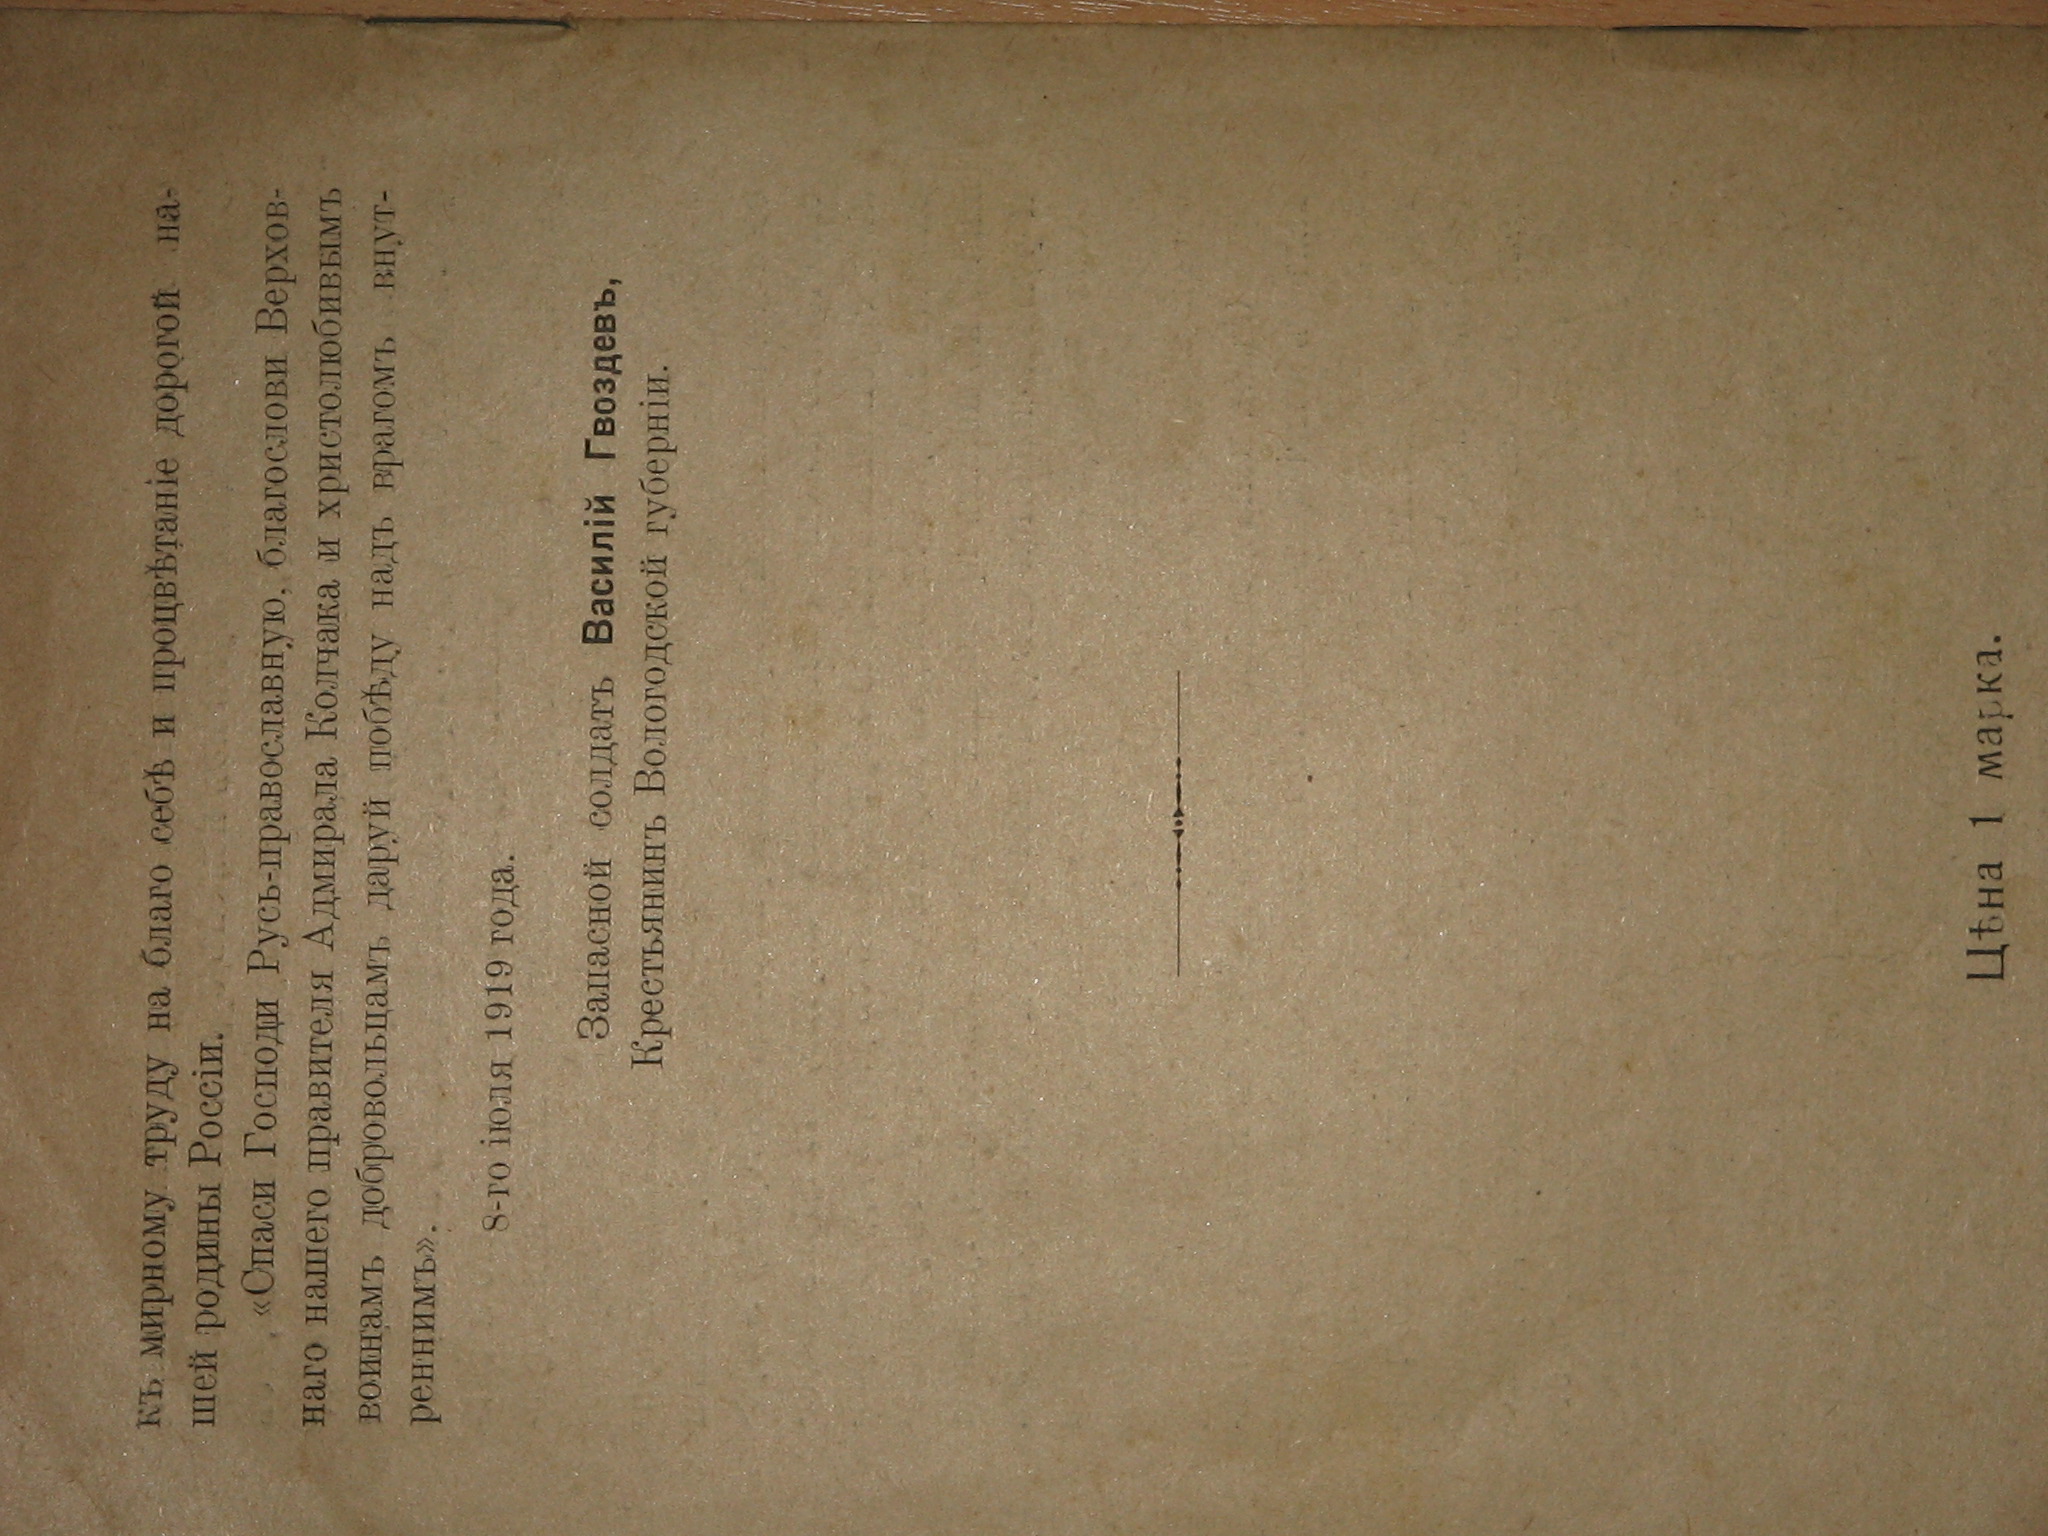 къ мирному труду на благо себѣ и процвѣтаніе дорогой на-
шей родины Россіи.
«Спаси Господи Русь-православную, благослови Верхов-
наго нашего правителя Адмирала Колчака и христолюбивымъ
воинамъ добровольцамъ даруй побѣду надъ врагомъ внут-
реннимъ».
8-го іюля 1919 года.
Запасной солдатъ Василій Гвоздевъ,
Крестьянинъ Вологодской губерніи.
Цѣна 1 марка.